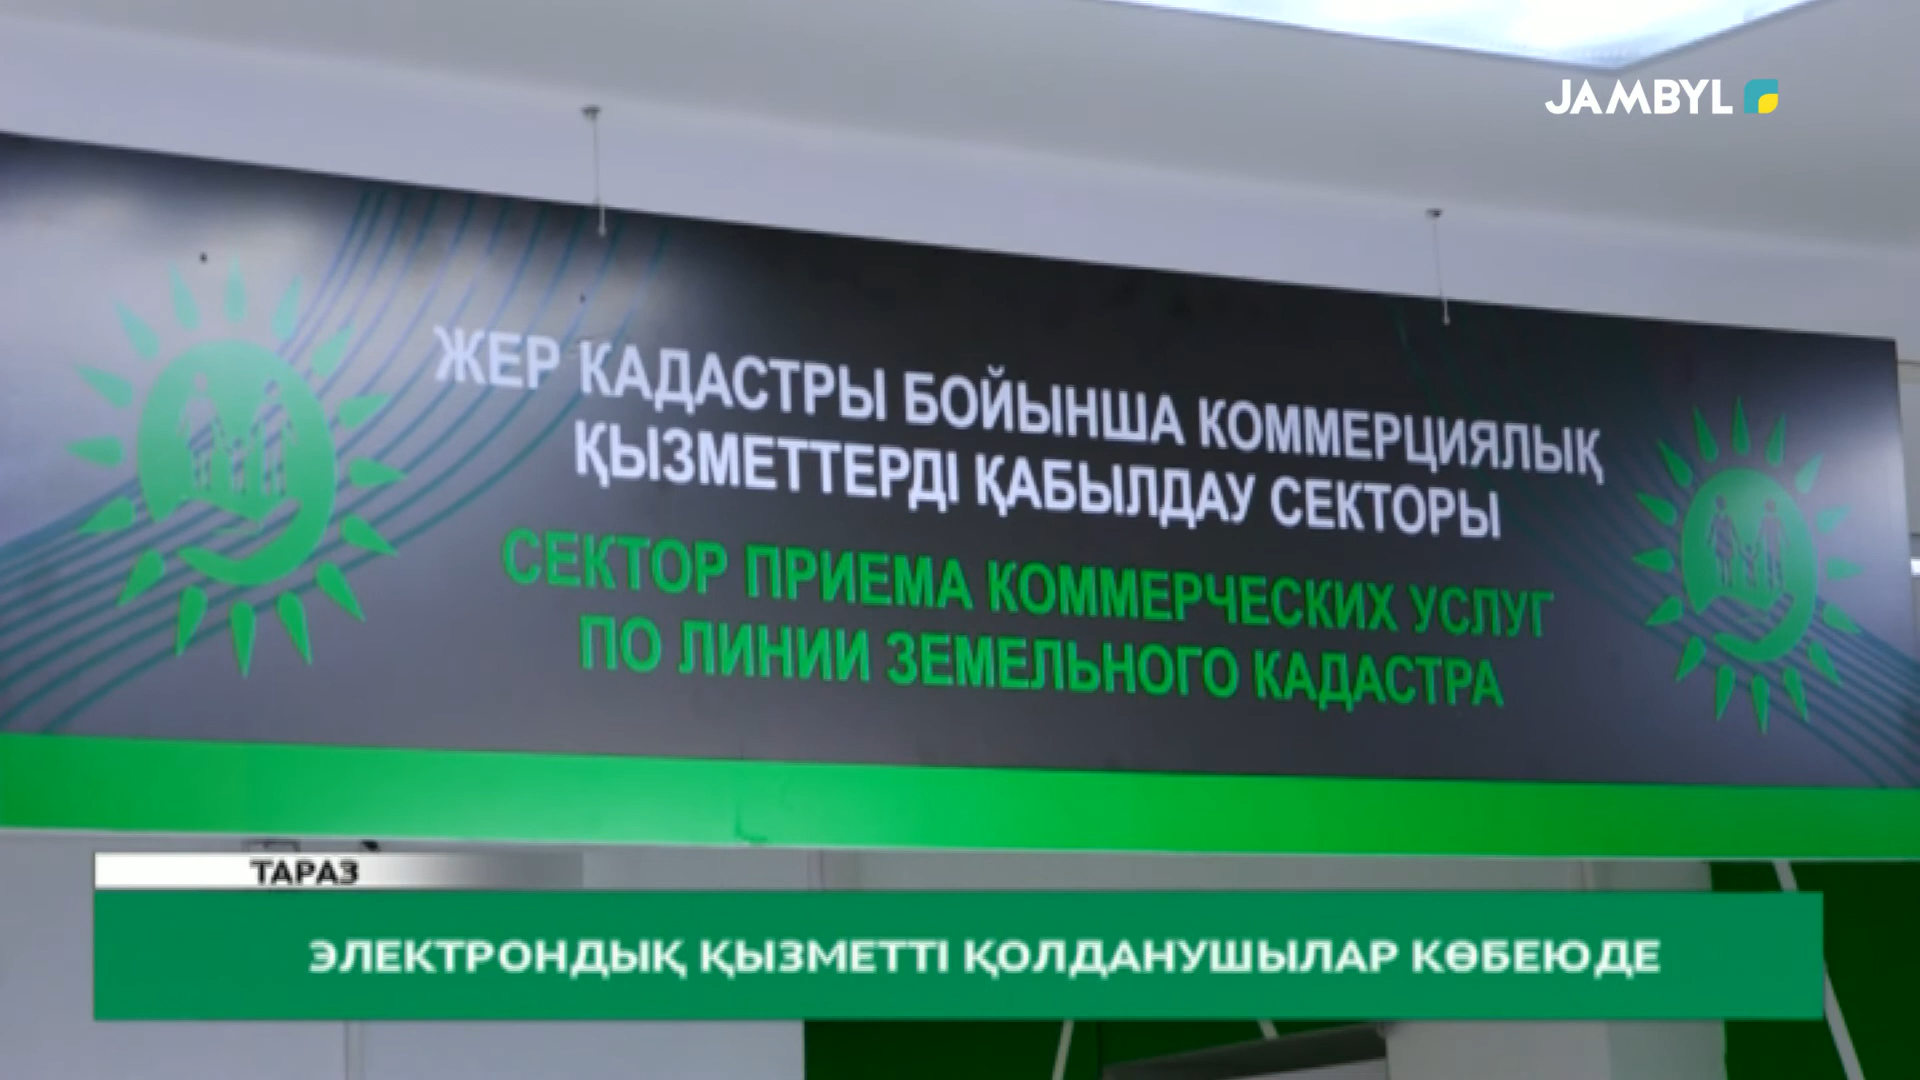 JAMBYL
ЖЕР КАДАСТРЫ БОЙЫНША КОММЕРЦИЯЛЫҚ
ҚЫЗМЕТТЕРДІ ҚАБЫЛДАУ СЕКТОРЫ
СЕКТОР ПРИЕМА КОММЕРЧЕСКИХ УСЛУГ
ПО ЛИНИИ ЗЕМЕЛЬНОГО КАДАСТРА
ТАРАЗ
ЭЛЕКТРОНДЫҚ ҚЫЗМЕТТІ ҚОЛДАНУШЫЛАР КӨБЕЮДЕ